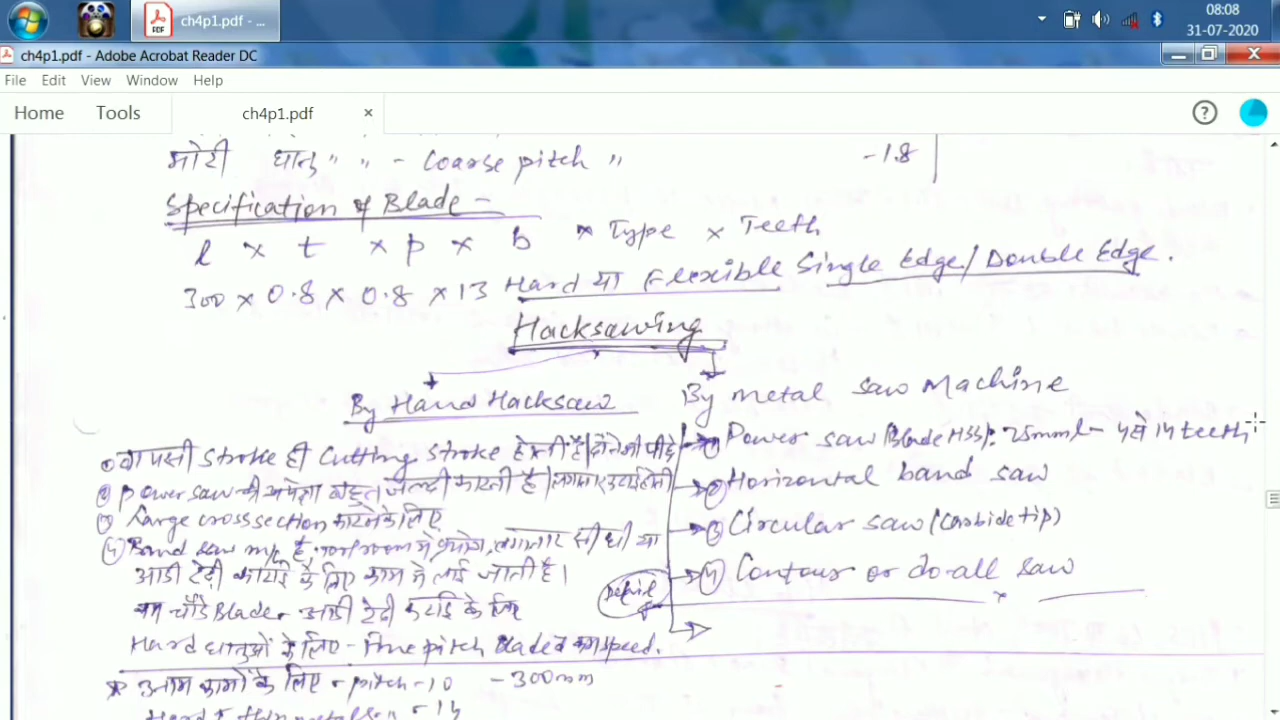 ch4p1.pdf - ...
08:08
31-07-2020
ch4p1.pdf - Adobe Acrobat Reader DC
File Edit View Window Help
Home Tools ch4p1.pdf ×
मोटी धातु " " - Coarse pitch " -1.8
Specification of Blade -
l × t × p × b × Type × Teeth
300 × 0.8 × 0.8 × 13 Hard या Flexible Single Edge/Double Edge.
Hacksawing
By Hand Hacksaw
By metal saw Machine
① Power saw (Blade HSS): 25mm - 4 से 14 teeth
② Horizontal band saw
③ Circular saw (Carbide tip)
④ Contour or do-all saw
① वापसी Stroke ही Cutting Stroke होती है
② power saw की अपेक्षा बहुत जल्दी करती है
③ Large cross section काटने के लिए
④ Band saw m/c है
आडी टेढी कटाई के लिए काम में लाई जाती है।
कम चौडे Blade - आडी टेढी कटाई के लिए
Detail
Hard धातुओं के लिए - Fine pitch blade व कम speed.
* आम कामों के लिए - pitch - 10 - 300mm